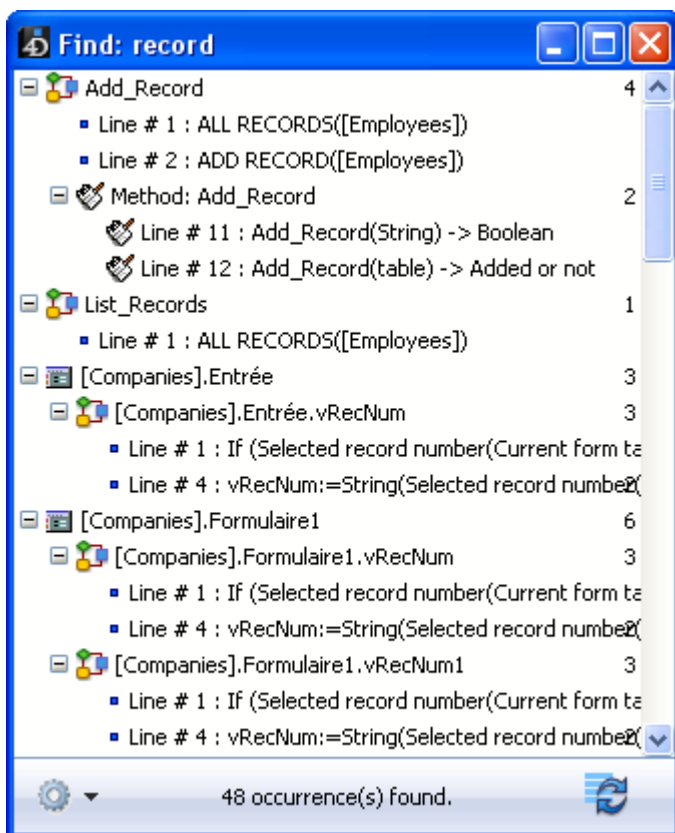 4D Find: record
Add_Record 4
Line # 1 : ALL RECORDS([Employees])
Line # 2 : ADD RECORD([Employees])
Method: Add_Record 2
Line # 11 : Add_Record(String) -> Boolean
Line # 12 : Add_Record(table) -> Added or not
List_Records 1
Line # 1 : ALL RECORDS([Employees])
[Companies].Entrée 3
[Companies].Entrée.vRecNum 3
Line # 1 : If (Selected record number(Current form ta
Line # 4 : vRecNum:=String(Selected record number( 2
[Companies].Formulaire1 6
[Companies].Formulaire1.vRecNum 3
Line # 1 : If (Selected record number(Current form ta
Line # 4 : vRecNum:=String(Selected record number( 2
[Companies].Formulaire1.vRecNum1 3
Line # 1 : If (Selected record number(Current form ta
Line # 4 : vRecNum:=String(Selected record number( 2
48 occurrence(s) found.